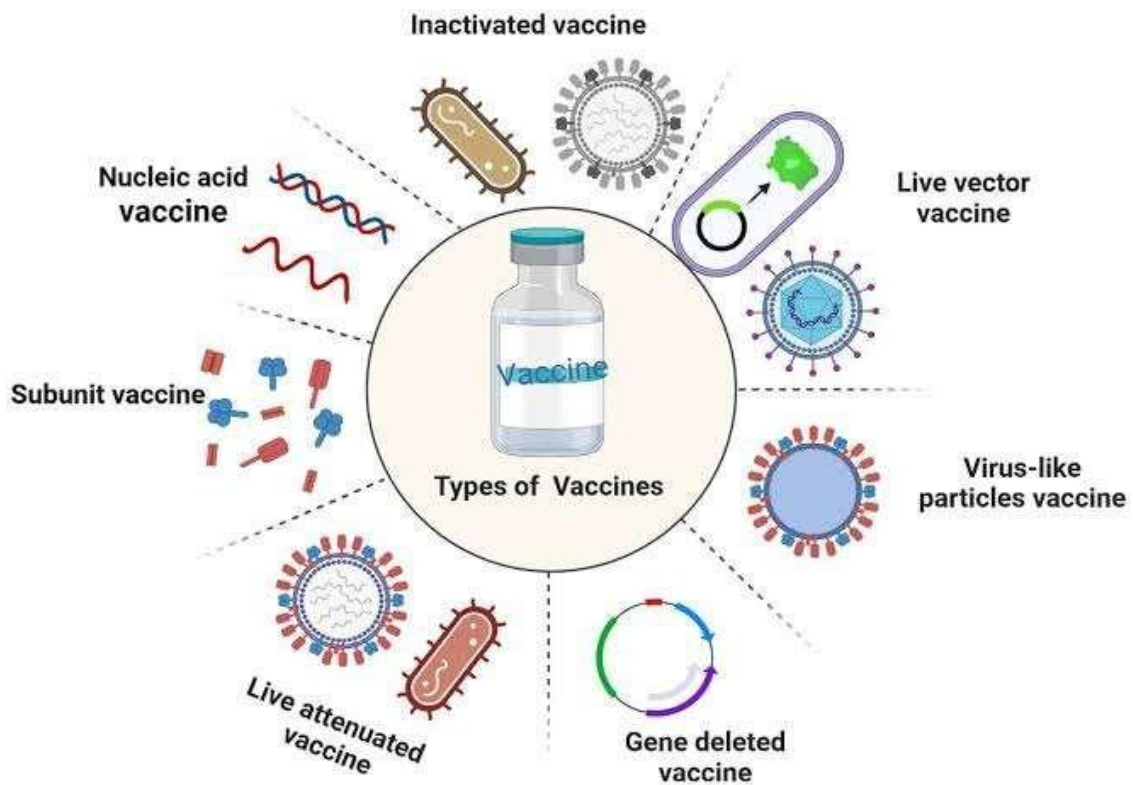 Inactivated vaccine
Nucleic acid
vaccine
Live vector
vaccine
Subunit vaccine
Vaccine
Types of Vaccines
Virus-like
particles vaccine
Live attenuated
vaccine
Gene deleted
vaccine